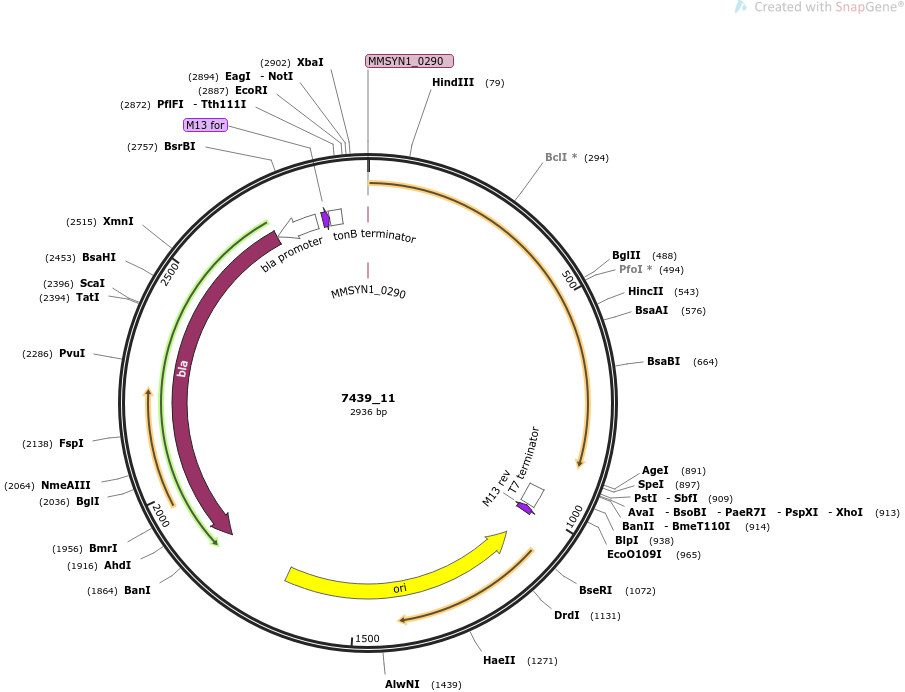 Created with SnapGene®
(2902) XbaI
MMSYN1_0290
(2894) EagI - NotI
HindIII (79)
(2887) EcoRI
(2872) PflFI - Tth111I
M13 for
(2757) BsrBI
BclI * (294)
(2515) XmnI
tonB terminator
bla promoter
BglII (488)
(2453) BsaHI
PfoI * (494)
2500
500
(2396) ScaI
MMSYN1_0290
HincII (543)
(2394) TatI
BsaAI (576)
(2286) PvuI
bla
BsaBI (664)
7439_11
2936 bp
(2138) FspI
T7 terminator
M13 rev
AgeI (891)
(2064) NmeAIII
SpeI (897)
(2036) BglI
PstI - SbfI (909)
2000
1000
AvaI - BsoBI - PaeR7I - PspXI - XhoI (913)
BanII - BmeT110I (914)
BlpI (938)
(1956) BmrI
EcoO109I (965)
(1916) AhdI
(1864) BanI
ori
BseRI (1072)
DrdI (1131)
1500
HaeII (1271)
AlwNI (1439)